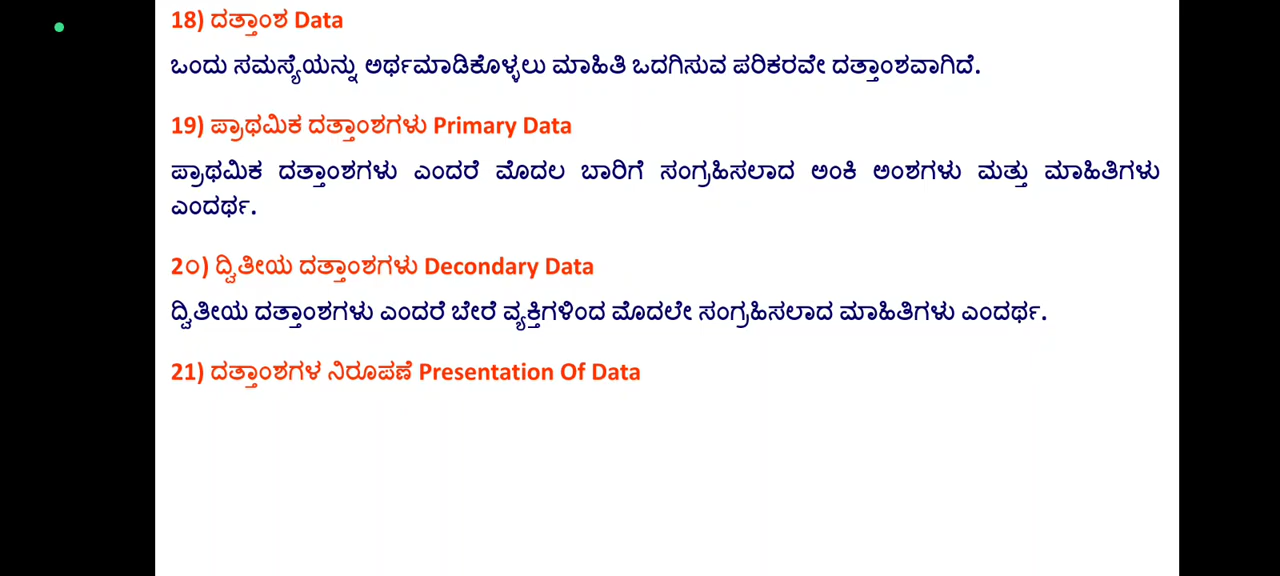 18) ದತ್ತಾಂಶ Data
ಒಂದು ಸಮಸ್ಯೆಯನ್ನು ಅರ್ಥಮಾಡಿಕೊಳ್ಳಲು ಮಾಹಿತಿ ಒದಗಿಸುವ ಪರಿಕರವೇ ದತ್ತಾಂಶವಾಗಿದೆ.
19) ಪ್ರಾಥಮಿಕ ದತ್ತಾಂಶಗಳು Primary Data
ಪ್ರಾಥಮಿಕ ದತ್ತಾಂಶಗಳು ಎಂದರೆ ಮೊದಲ ಬಾರಿಗೆ ಸಂಗ್ರಹಿಸಲಾದ ಅಂಕಿ ಅಂಶಗಳು ಮತ್ತು ಮಾಹಿತಿಗಳು
ಎಂದರ್ಥ.
2೦) ದ್ವಿತೀಯ ದತ್ತಾಂಶಗಳು Decondary Data
ದ್ವಿತೀಯ ದತ್ತಾಂಶಗಳು ಎಂದರೆ ಬೇರೆ ವ್ಯಕ್ತಿಗಳಿಂದ ಮೊದಲೇ ಸಂಗ್ರಹಿಸಲಾದ ಮಾಹಿತಿಗಳು ಎಂದರ್ಥ.
21) ದತ್ತಾಂಶಗಳ ನಿರೂಪಣೆ Presentation Of Data